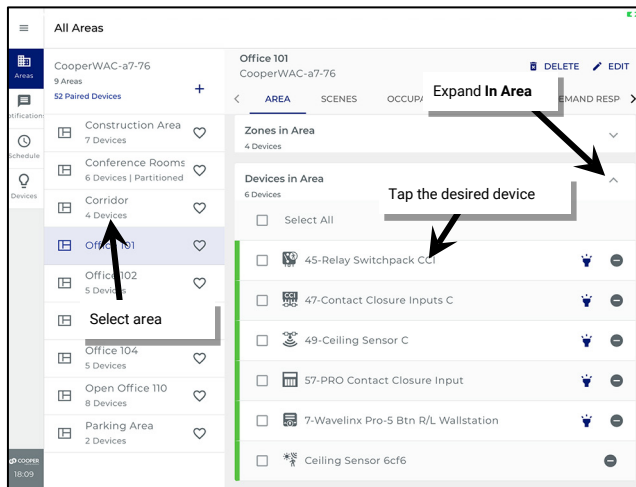 All Areas
Areas
Notifications
Schedule
Devices
COOPER
18:09
CooperWAC-a7-76
9 Areas
52 Paired Devices
+
Construction Area
7 Devices
Conference Rooms
6 Devices | Partitioned
Corridor
4 Devices
Office 101
Office 102
5 Devices
Select area
Office 104
5 Devices
Open Office 110
8 Devices
Parking Area
2 Devices
Office 101
CooperWAC-a7-76
DELETE
EDIT
Expand In Area
AREA SCENES OCCUPA EMAND RESP
Zones in Area
4 Devices
Devices in Area
6 Devices
Tap the desired device
Select All
45-Relay Switchpack CCI
47-Contact Closure Inputs C
49-Ceiling Sensor C
57-PRO Contact Closure Input
7-Wavelinx Pro-5 Btn R/L Wallstation
Ceiling Sensor 6cf6